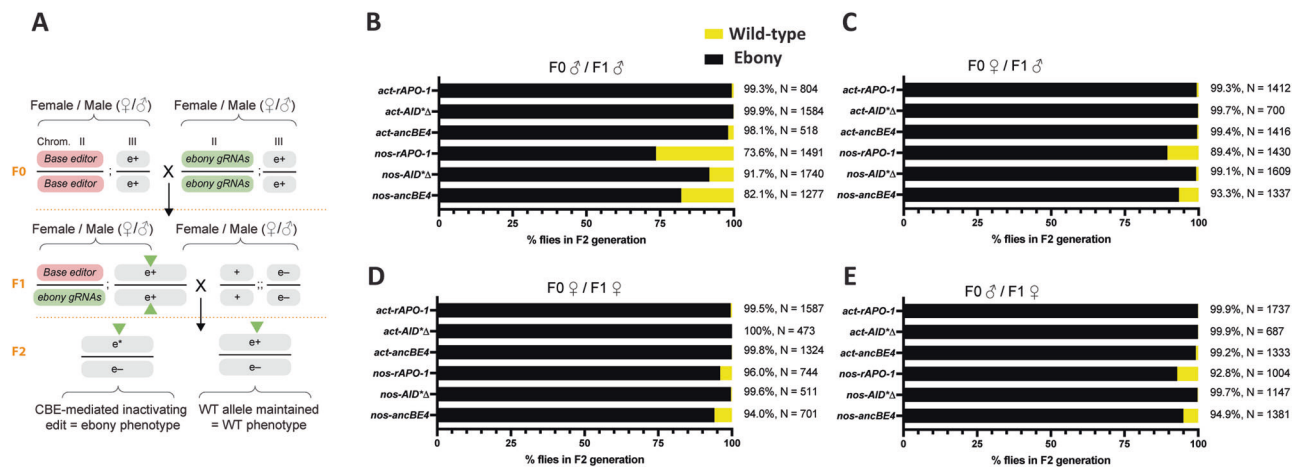 A
Female / Male (♀/♂)
Female / Male (♀/♂)
Chrom. II
III
II
III
F0
Base editor
e+
ebony gRNAs
e+
;
X
;
Base editor
e+
ebony gRNAs
e+
Female / Male (♀/♂)
Female / Male (♀/♂)
F1
Base editor
e+
+
e–
;
X
;;
ebony gRNAs
e+
+
e–
F2
e*
e+
e–
e–
CBE-mediated inactivating
edit = ebony phenotype
WT allele maintained
= WT phenotype
Wild-type
Ebony
B
F0 ♂ / F1 ♂
act-rAPO-1
99.3%, N = 804
act-AID*Δ
99.9%, N = 1584
act-ancBE4
98.1%, N = 518
nos-rAPO-1
73.6%, N = 1491
nos-AID*Δ
91.7%, N = 1740
nos-ancBE4
82.1%, N = 1277
0 25 50 75 100
% flies in F2 generation
C
F0 ♀ / F1 ♂
act-rAPO-1
99.3%, N = 1412
act-AID*Δ
99.7%, N = 700
act-ancBE4
99.4%, N = 1416
nos-rAPO-1
89.4%, N = 1430
nos-AID*Δ
99.1%, N = 1609
nos-ancBE4
93.3%, N = 1337
0 25 50 75 100
% flies in F2 generation
D
F0 ♀ / F1 ♀
act-rAPO-1
99.5%, N = 1587
act-AID*Δ
100%, N = 473
act-ancBE4
99.8%, N = 1324
nos-rAPO-1
96.0%, N = 744
nos-AID*Δ
99.6%, N = 511
nos-ancBE4
94.0%, N = 701
0 25 50 75 100
% flies in F2 generation
E
F0 ♂ / F1 ♀
act-rAPO-1
99.9%, N = 1737
act-AID*Δ
99.9%, N = 687
act-ancBE4
99.2%, N = 1333
nos-rAPO-1
92.8%, N = 1004
nos-AID*Δ
99.7%, N = 1147
nos-ancBE4
94.9%, N = 1381
0 25 50 75 100
% flies in F2 generation